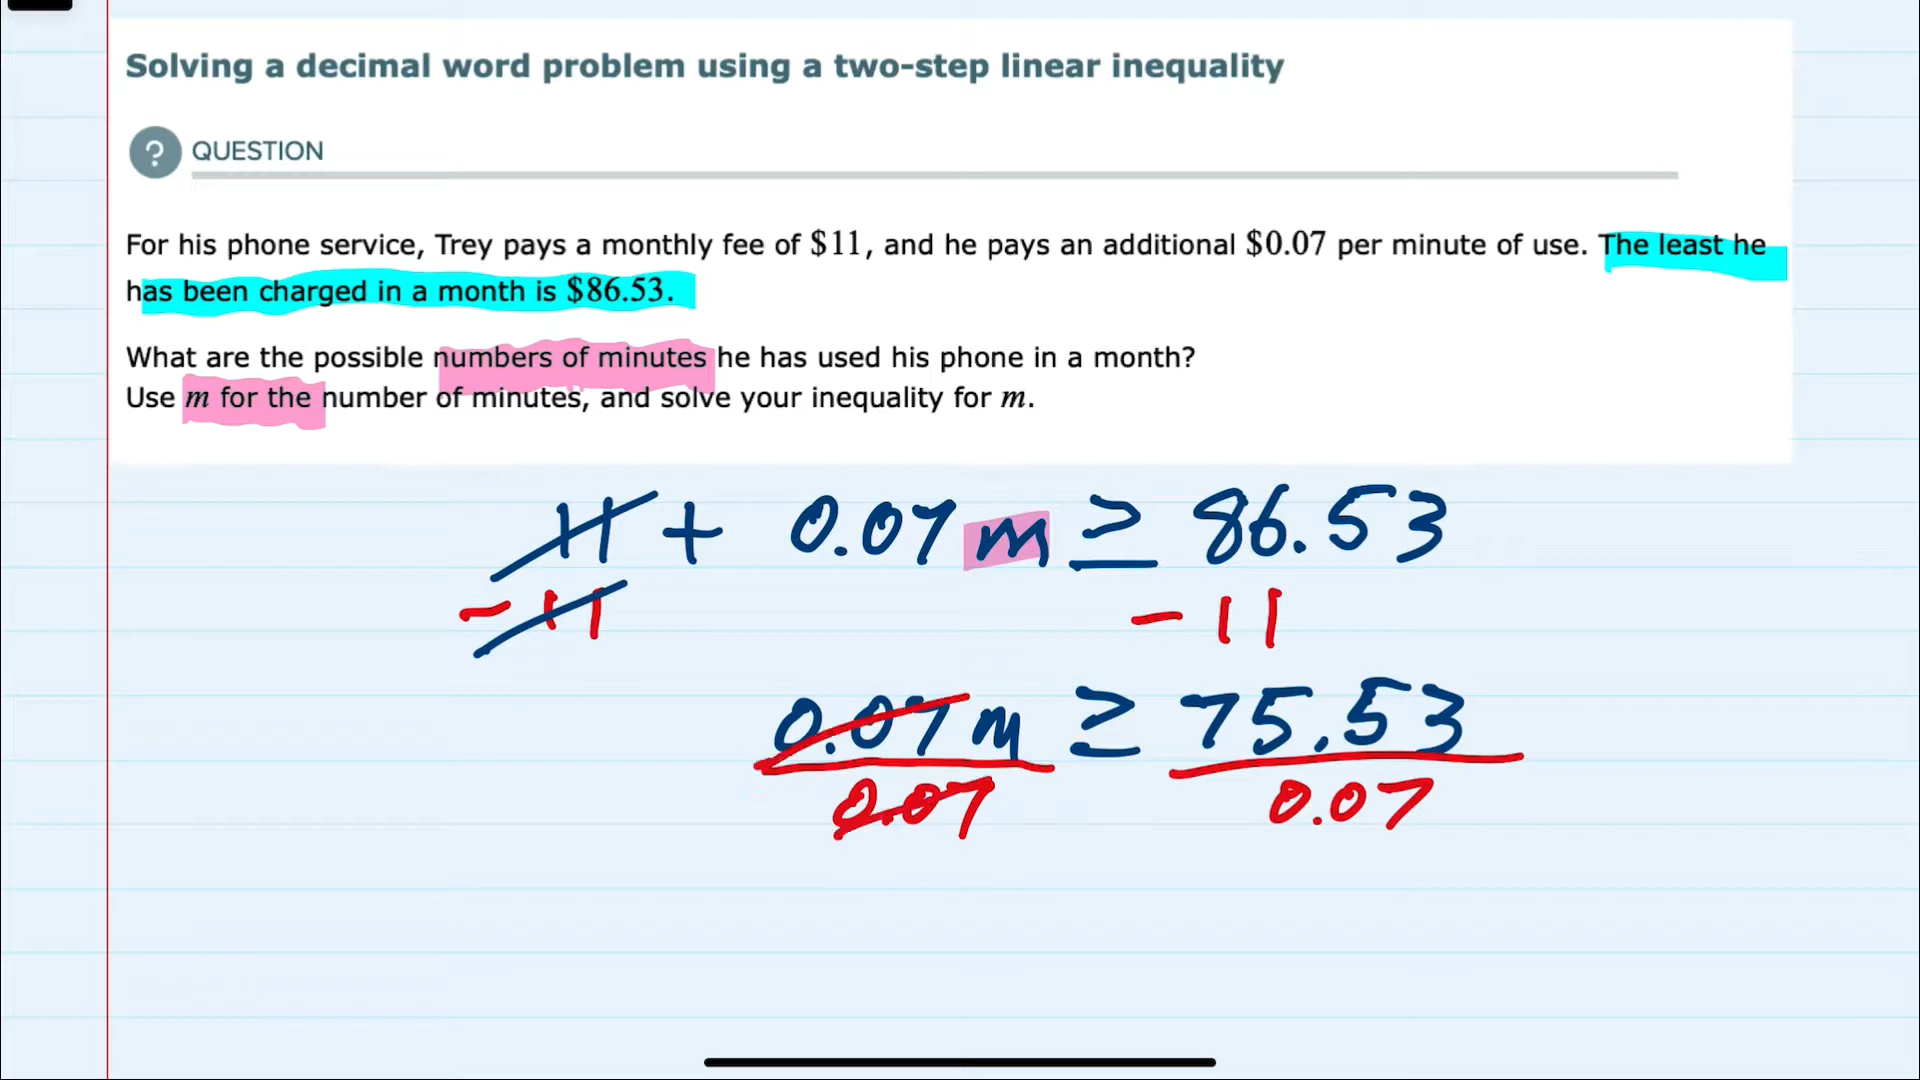 Solving a decimal word problem using a two-step linear inequality
? QUESTION
For his phone service, Trey pays a monthly fee of $11, and he pays an additional $0.07 per minute of use. The least he
has been charged in a month is $86.53.
What are the possible numbers of minutes he has used his phone in a month?
Use m for the number of minutes, and solve your inequality for m.
11 + 0.07 m ≥ 86.53
-11 -11
0.07 m ≥ 75.53
0.07 0.07